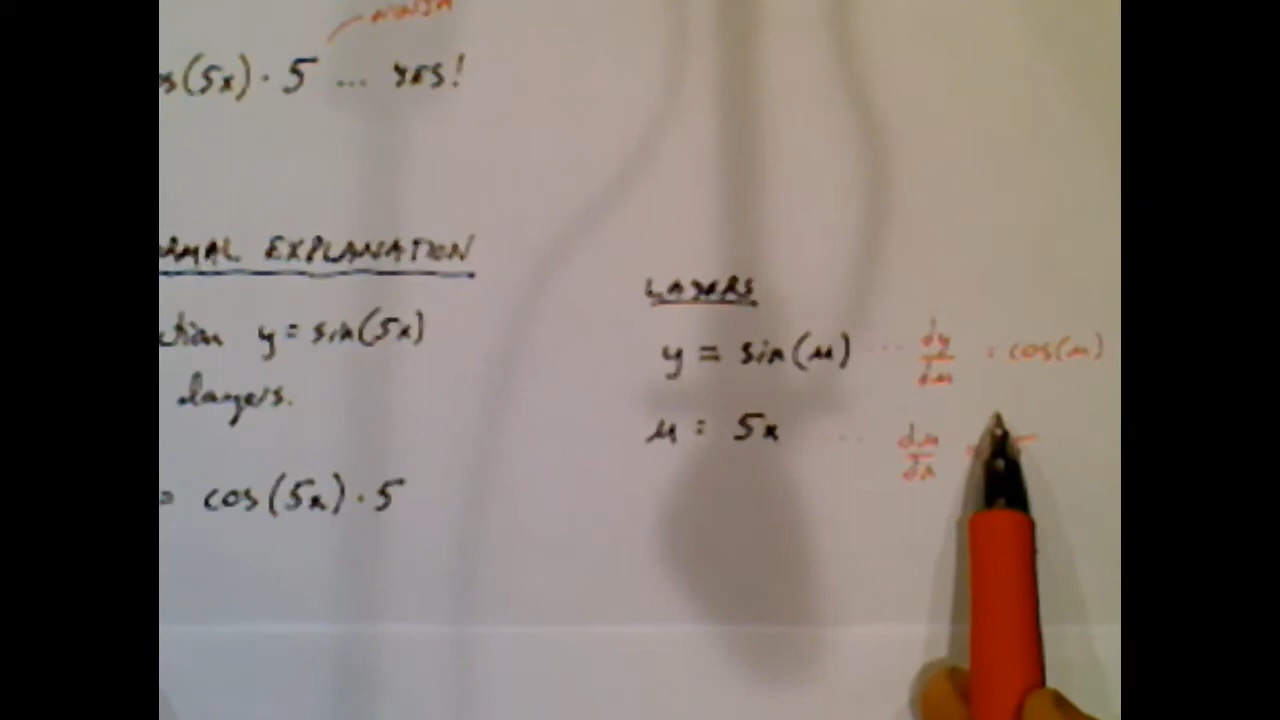 s(5x) · 5 ... YES!
RMAL EXPLANATION
ction y = sin(5x)
layers.
= cos(5x) · 5
LAYERS
y = sin(u) ... dy/du = cos(u)
u = 5x ... du/dx =